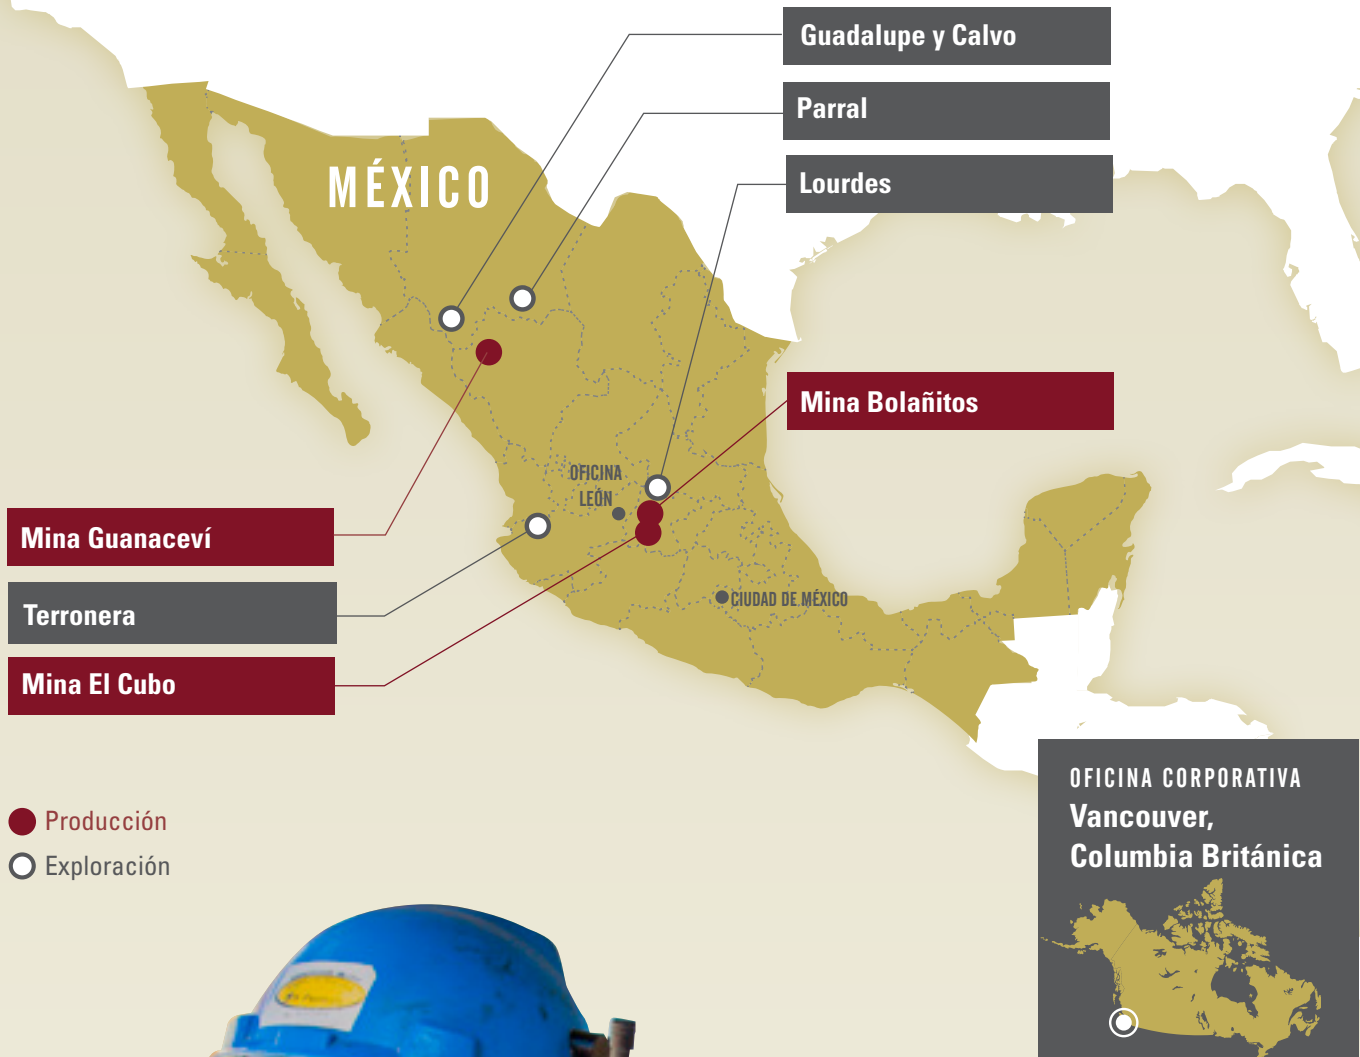 Guadalupe y Calvo
Parral
MÉXICO
Lourdes
Mina Bolañitos
OFICINA
LEÓN
Mina Guanaceví
Terronera
CIUDAD DE MÉXICO
Mina El Cubo
OFICINA CORPORATIVA
Vancouver,
Columbia Británica
Producción
Exploración